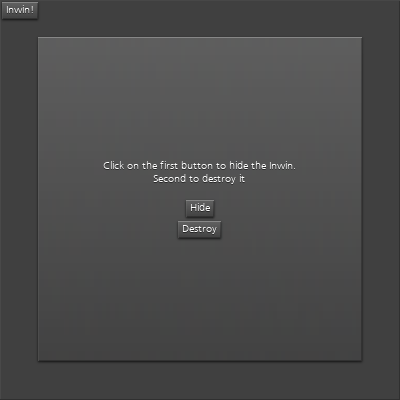 Inwin!
Click on the first button to hide the Inwin.
Second to destroy it
Hide
Destroy